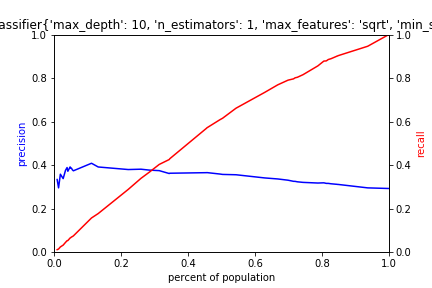 assifier{'max_depth': 10, 'n_estimators': 1, 'max_features': 'sqrt', 'min_s
1.0 1.0
0.8 0.8
0.6 0.6
0.4 0.4
0.2 0.2
0.0 0.0
precision
recall
0.0 0.2 0.4 0.6 0.8 1.0
percent of population